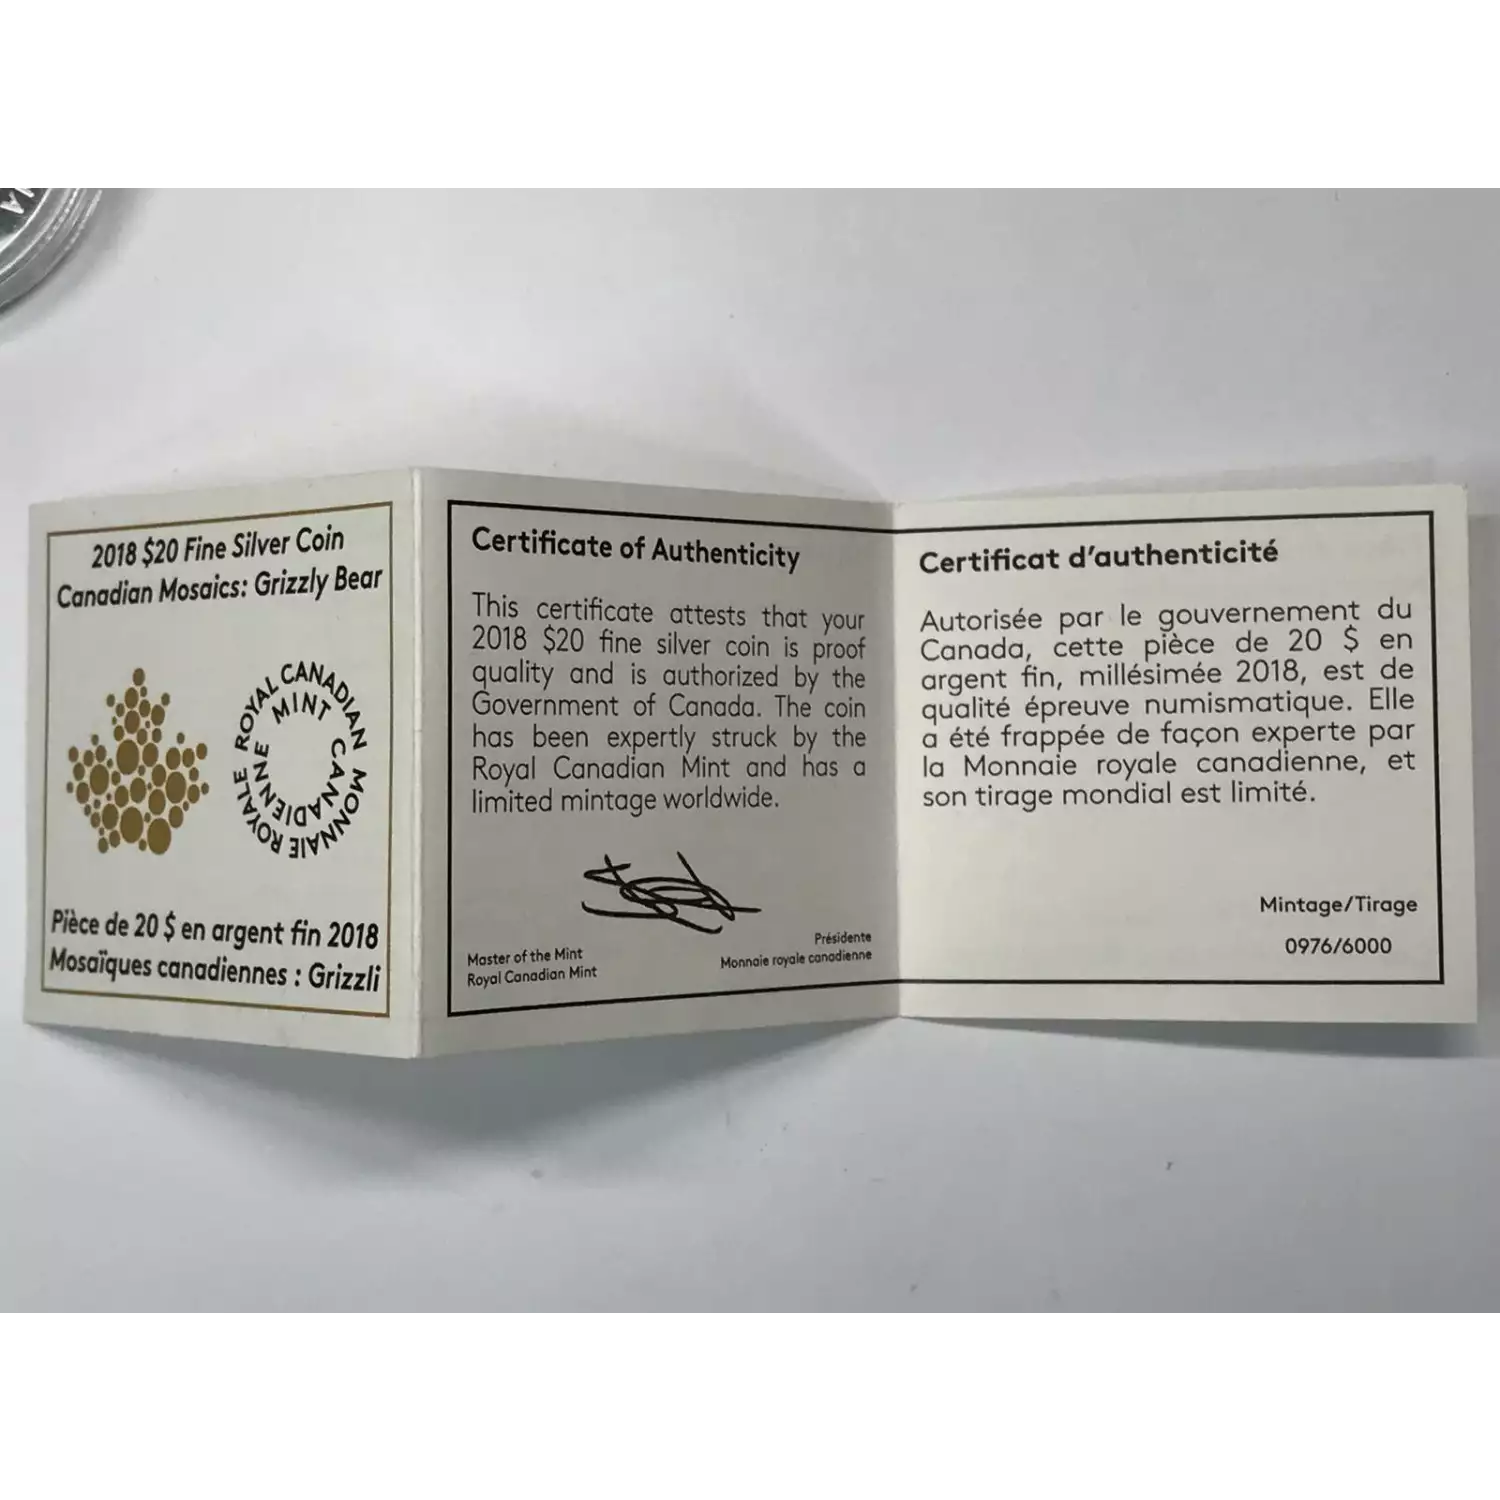 2018 $20 Fine Silver Coin
Canadian Mosaics: Grizzly Bear
ROYAL CANADIAN MINT
MONNAIE ROYALE CANADIENNE
Pièce de 20 $ en argent fin 2018
Mosaïques canadiennes : Grizzli
Certificate of Authenticity
This certificate attests that your
2018 $20 fine silver coin is proof
quality and is authorized by the
Government of Canada. The coin
has been expertly struck by the
Royal Canadian Mint and has a
limited mintage worldwide.
Master of the Mint
Royal Canadian Mint
Présidente
Monnaie royale canadienne
Certificat d'authenticité
Autorisée par le gouvernement du
Canada, cette pièce de 20 $ en
argent fin, millésimée 2018, est de
qualité épreuve numismatique. Elle
a été frappée de façon experte par
la Monnaie royale canadienne, et
son tirage mondial est limité.
Mintage/Tirage
0976/6000